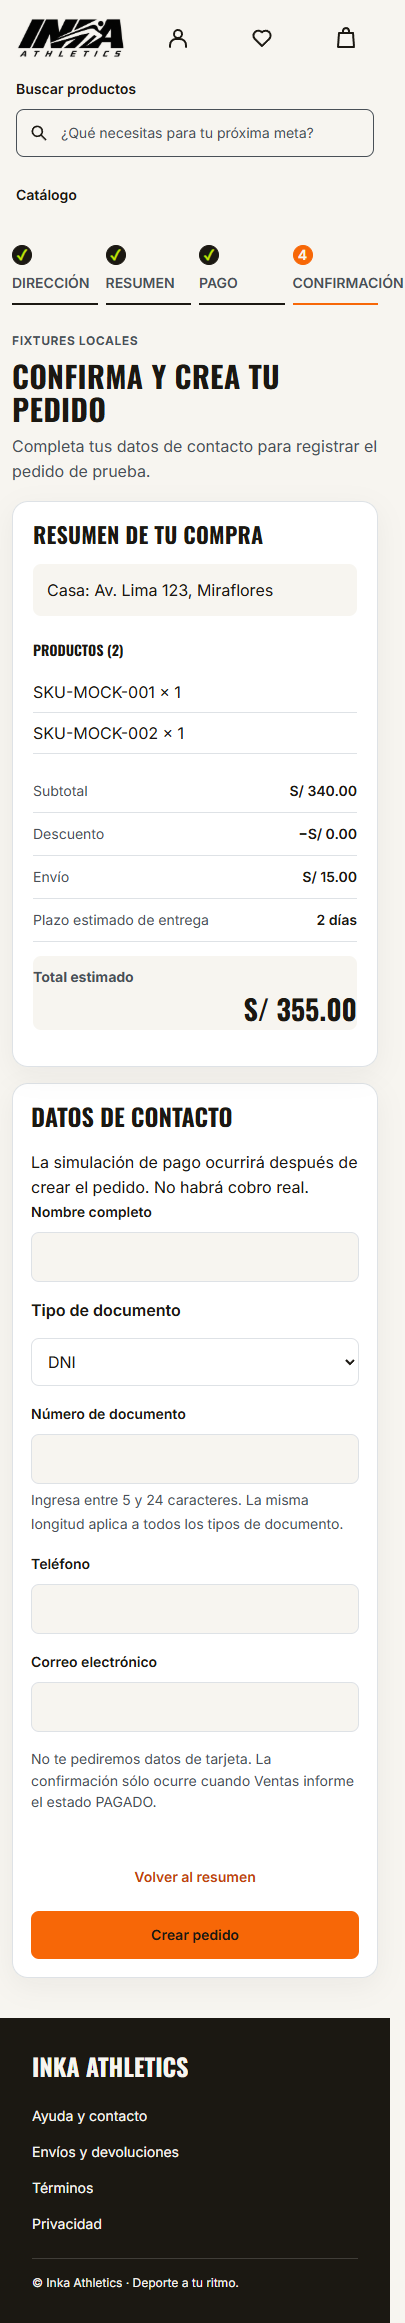 INKA
ATHLETICS
Buscar productos
¿Qué necesitas para tu próxima meta?
Catálogo
4
DIRECCIÓN RESUMEN PAGO CONFIRMACIÓN
FIXTURES LOCALES
CONFIRMA Y CREA TU
PEDIDO
Completa tus datos de contacto para registrar el
pedido de prueba.
RESUMEN DE TU COMPRA
Casa: Av. Lima 123, Miraflores
PRODUCTOS (2)
SKU-MOCK-001 × 1
SKU-MOCK-002 × 1
Subtotal S/ 340.00
Descuento −S/ 0.00
Envío S/ 15.00
Plazo estimado de entrega 2 días
Total estimado
S/ 355.00
DATOS DE CONTACTO
La simulación de pago ocurrirá después de
crear el pedido. No habrá cobro real.
Nombre completo
Tipo de documento
DNI
Número de documento
Ingresa entre 5 y 24 caracteres. La misma
longitud aplica a todos los tipos de documento.
Teléfono
Correo electrónico
No te pediremos datos de tarjeta. La
confirmación sólo ocurre cuando Ventas informe
el estado PAGADO.
Volver al resumen
Crear pedido
INKA ATHLETICS
Ayuda y contacto
Envíos y devoluciones
Términos
Privacidad
© Inka Athletics · Deporte a tu ritmo.